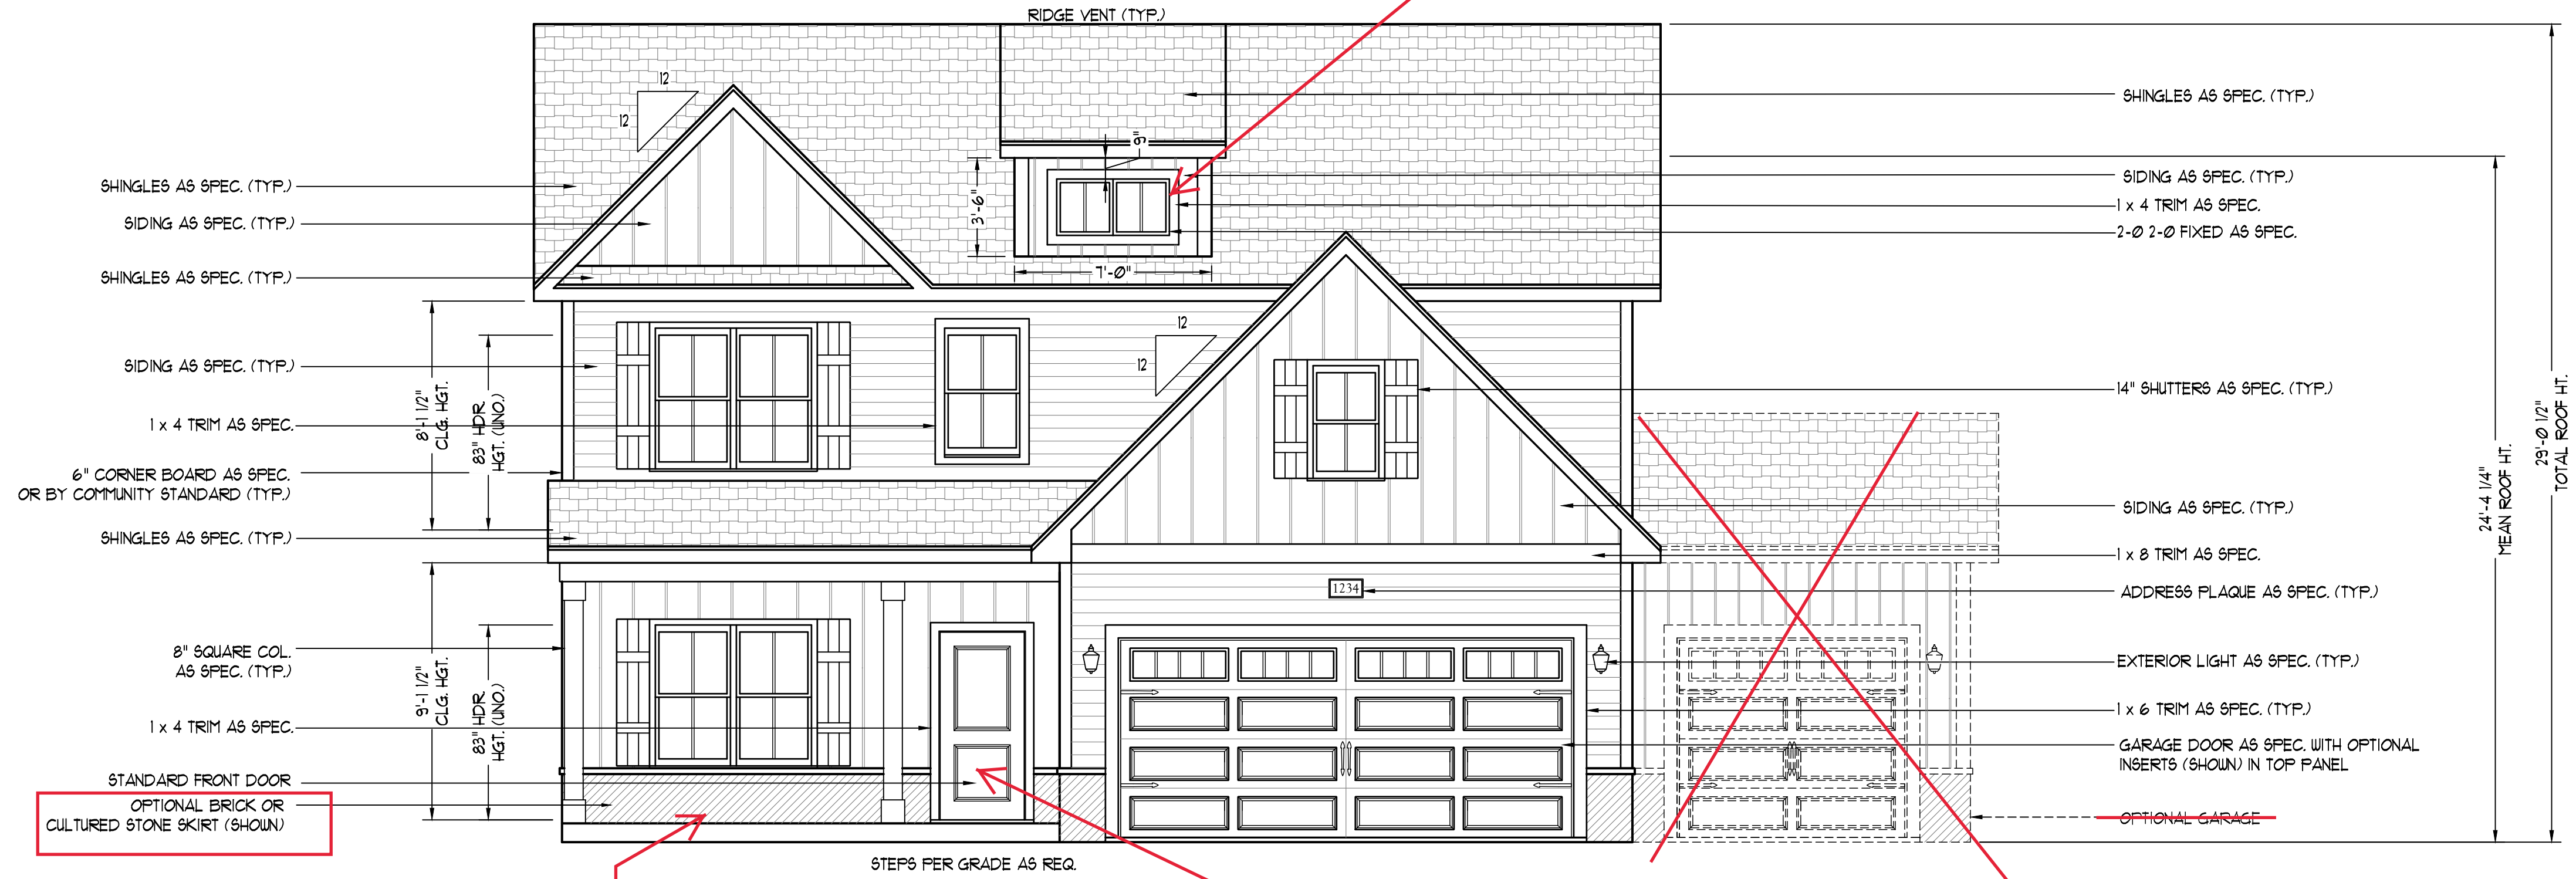 RIDGE VENT (TYP.)
12
12
SHINGLES AS SPEC. (TYP.)
SIDING AS SPEC. (TYP.)
SHINGLES AS SPEC. (TYP.)
SIDING AS SPEC. (TYP.)
1 x 4 TRIM AS SPEC.
6" CORNER BOARD AS SPEC.
OR BY COMMUNITY STANDARD (TYP.)
SHINGLES AS SPEC. (TYP.)
8" SQUARE COL.
AS SPEC. (TYP.)
1 x 4 TRIM AS SPEC.
STANDARD FRONT DOOR
OPTIONAL BRICK OR
CULTURED STONE SKIRT (SHOWN)
8'-1 1/2"
CLG. HGT.
83" HDR
HGT. (UNO.)
9'-1 1/2"
CLG. HGT.
83" HDR
HGT. (UNO.)
9"
3'-6"
7'-0"
12
12
1234
STEPS PER GRADE AS REQ.
SHINGLES AS SPEC. (TYP.)
SIDING AS SPEC. (TYP.)
1 x 4 TRIM AS SPEC.
2-0 2-0 FIXED AS SPEC.
14" SHUTTERS AS SPEC. (TYP.)
SIDING AS SPEC. (TYP.)
1 x 8 TRIM AS SPEC.
ADDRESS PLAQUE AS SPEC. (TYP.)
EXTERIOR LIGHT AS SPEC. (TYP.)
1 x 6 TRIM AS SPEC. (TYP.)
GARAGE DOOR AS SPEC. WITH OPTIONAL
INSERTS (SHOWN) IN TOP PANEL
OPTIONAL GARAGE
24'-4 1/4"
MEAN ROOF HT.
29'-0 1/2"
TOTAL ROOF HT.